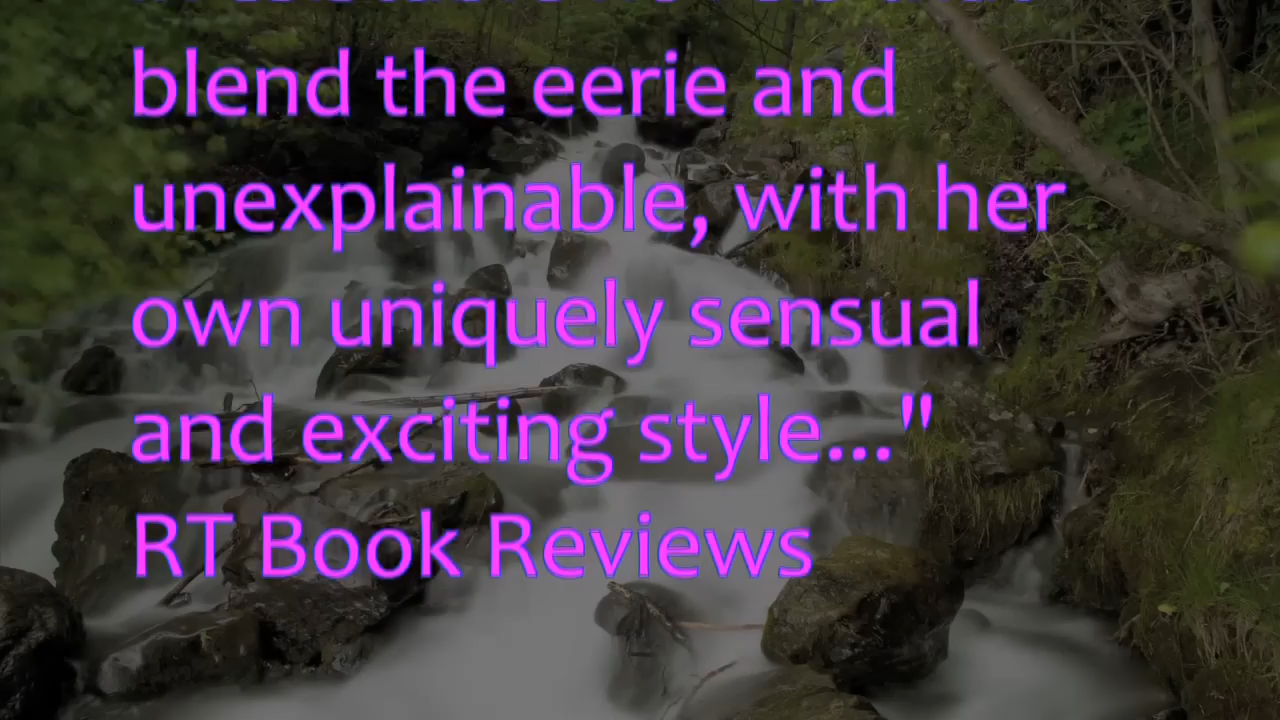 blend the eerie and
unexplainable, with her
own uniquely sensual
and exciting style..."
RT Book Reviews